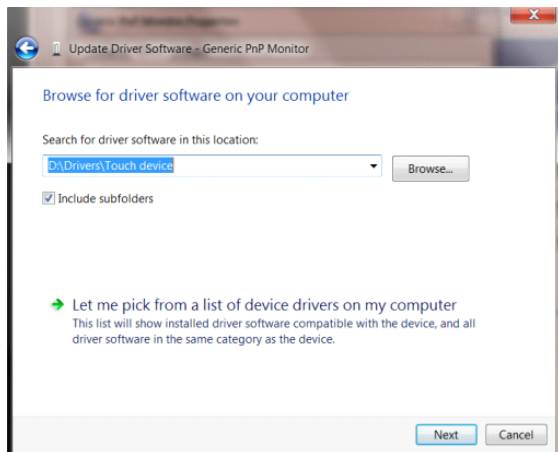 Update Driver Software - Generic PnP Monitor
Browse for driver software on your computer
Search for driver software in this location:
D:\Drivers\Touch device
Browse...
Include subfolders
Let me pick from a list of device drivers on my computer
This list will show installed driver software compatible with the device, and all
driver software in the same category as the device.
Next
Cancel